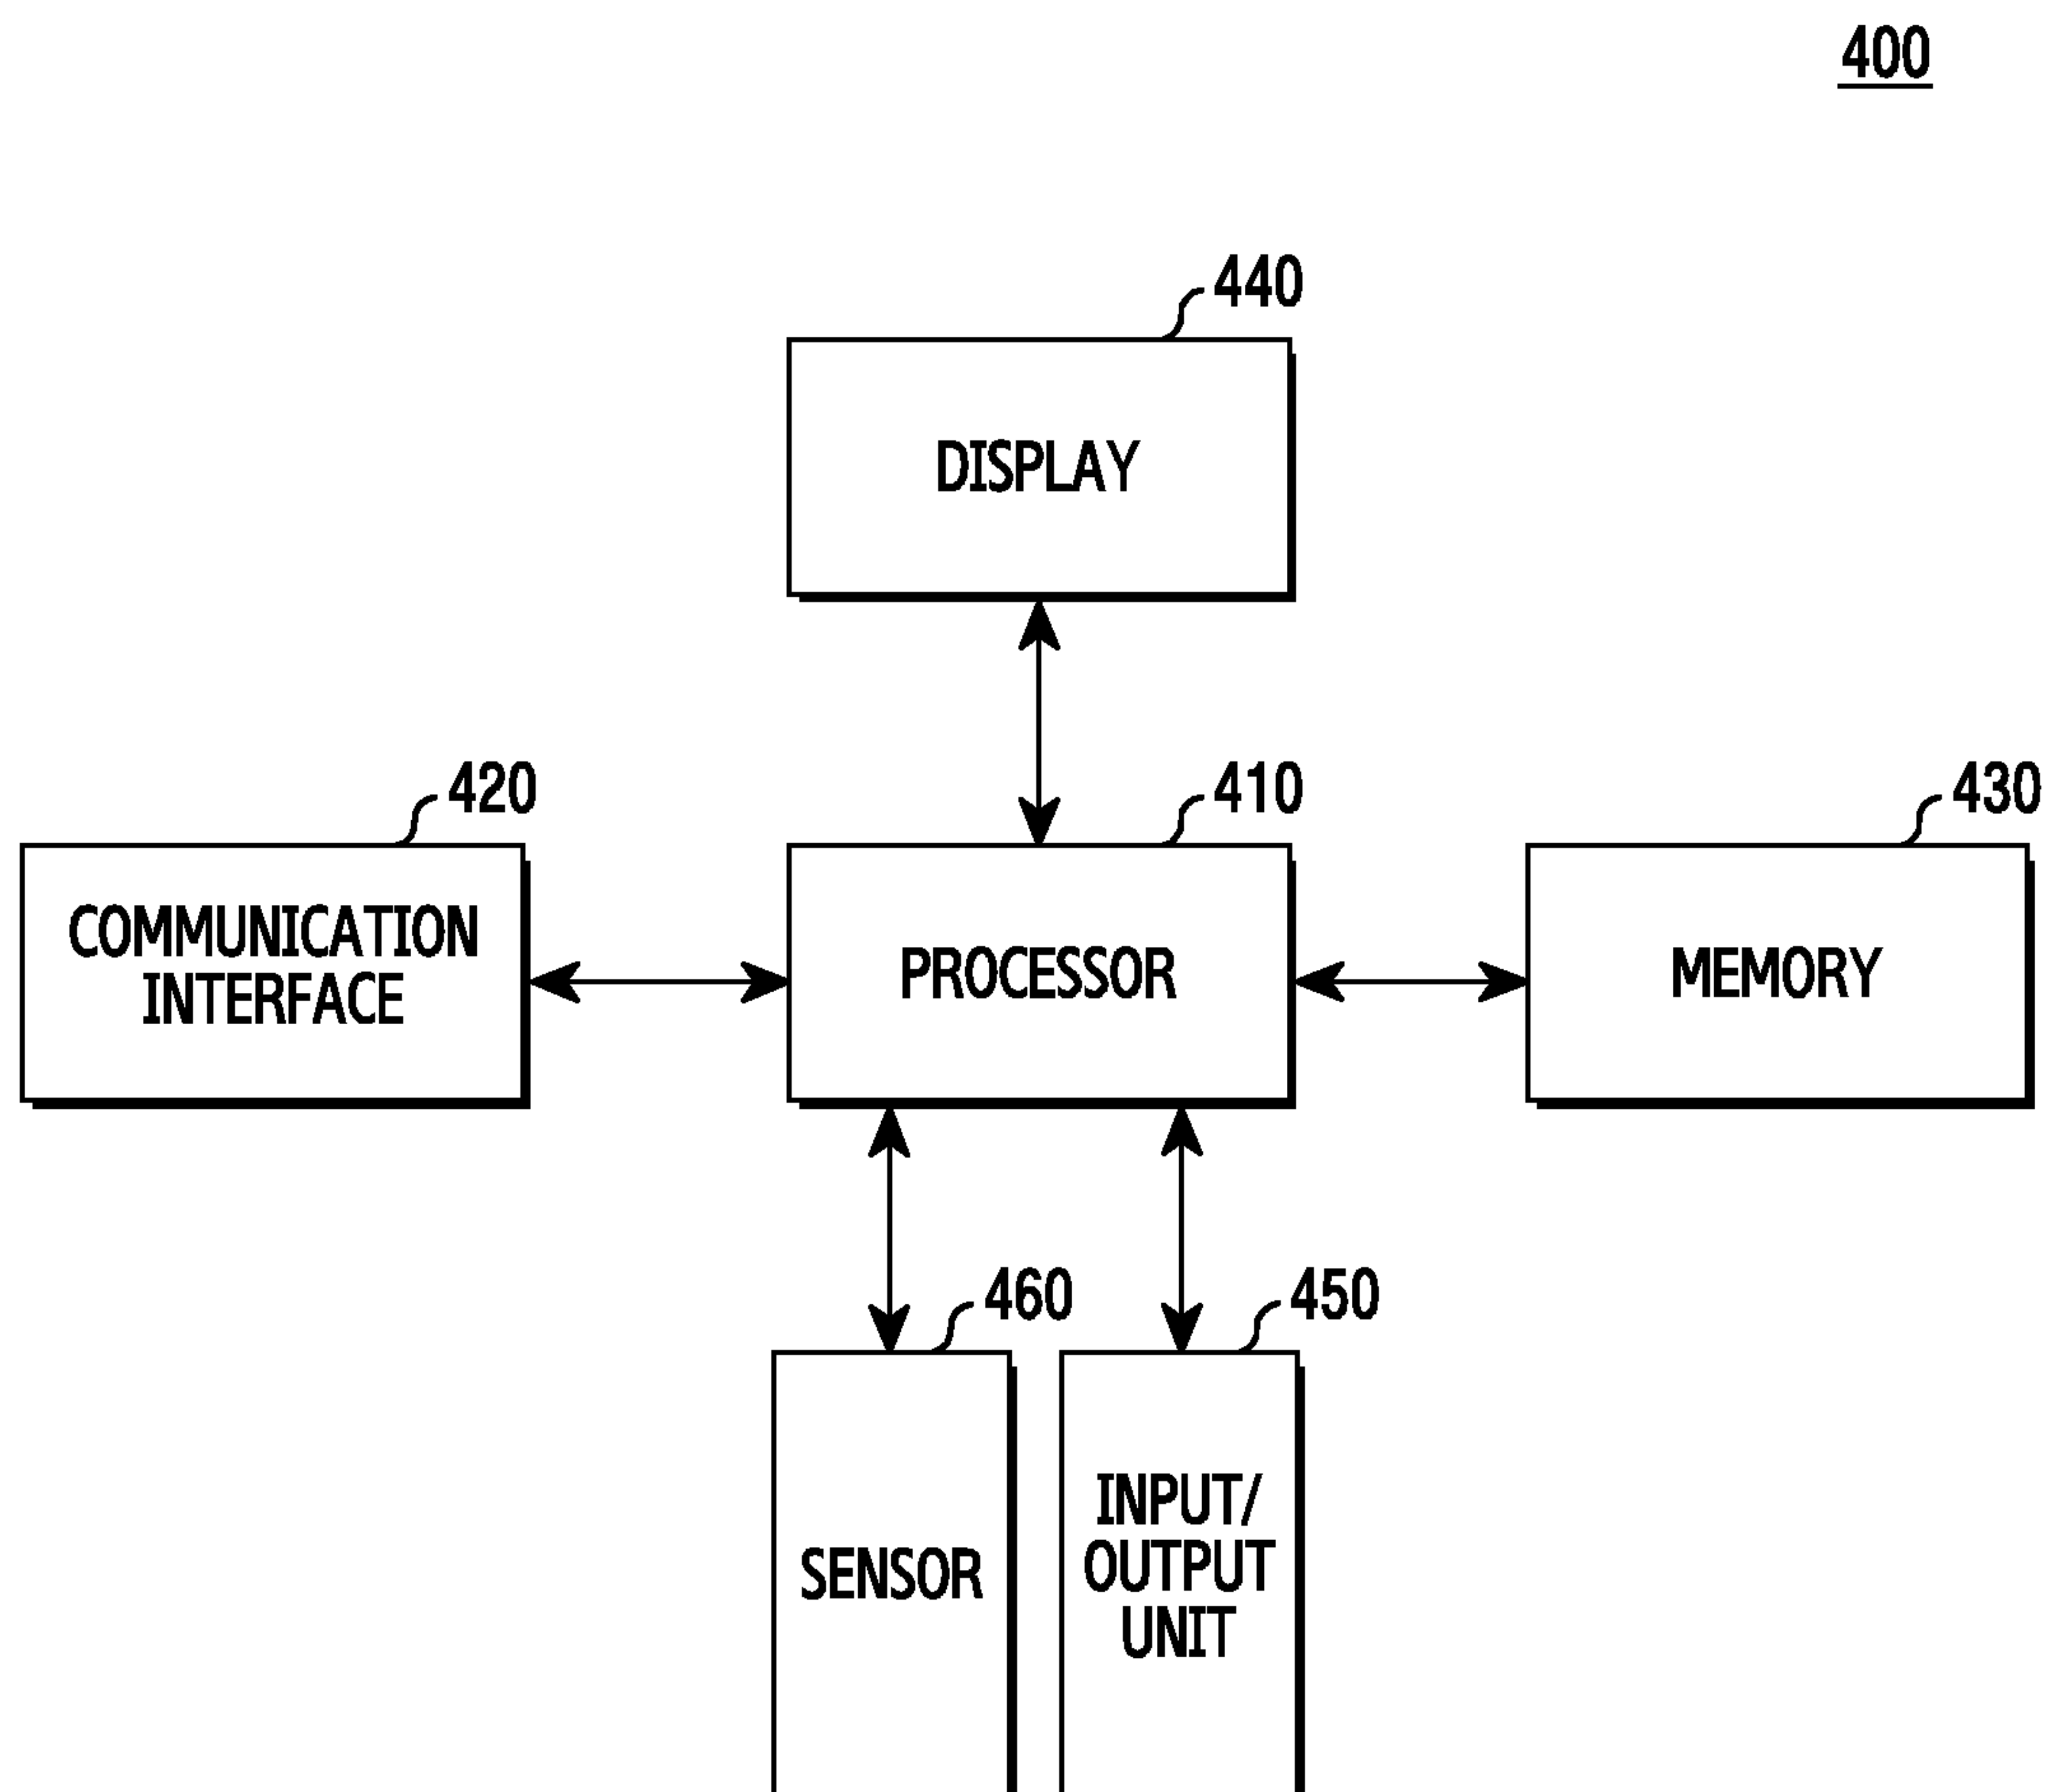 400
440
DISPLAY
420
410
430
COMMUNICATION
INTERFACE
PROCESSOR
MEMORY
460
450
SENSOR
INPUT/
OUTPUT
UNIT